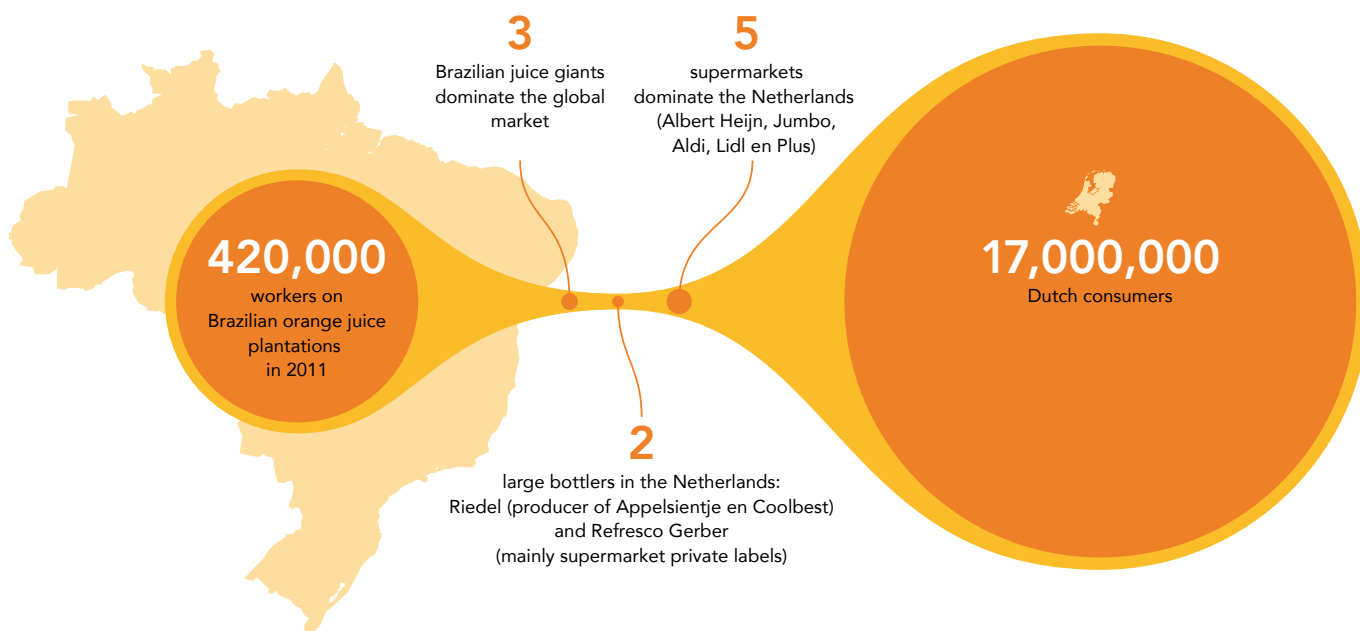 420,000
workers on
Brazilian orange juice
plantations
in 2011
3
Brazilian juice giants
dominate the global
market
2
large bottlers in the Netherlands:
Riedel (producer of Appelsientje en Coolbest)
and Refresco Gerber
(mainly supermarket private labels)
5
supermarkets
dominate the Netherlands
(Albert Heijn, Jumbo,
Aldi, Lidl en Plus)
17,000,000
Dutch consumers